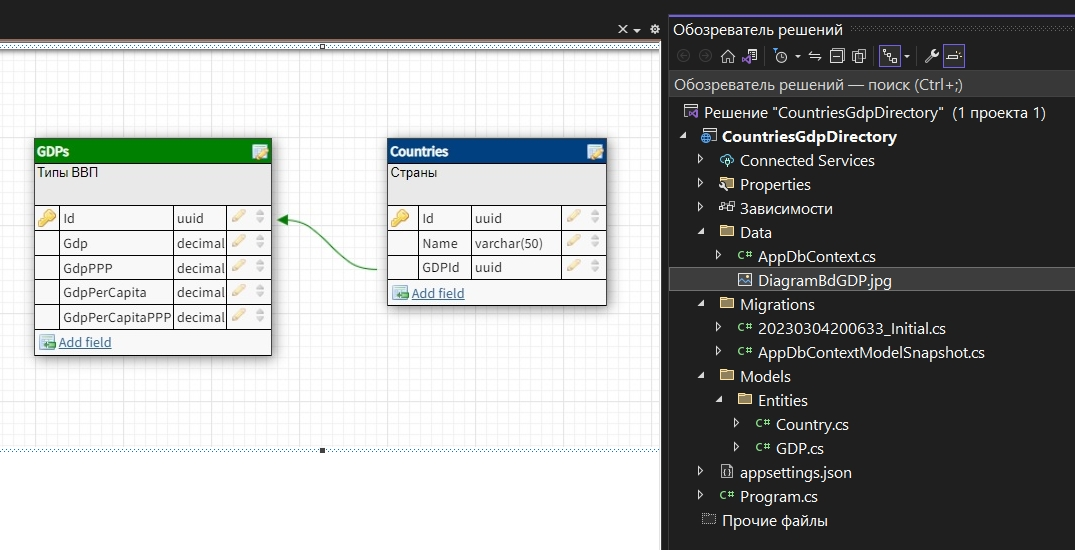 GDPs
Типы ВВП
Id uuid
Gdp decimal
GdpPPP decimal
GdpPerCapita decimal
GdpPerCapitaPPP decimal
Add field
Countries
Страны
Id uuid
Name varchar(50)
GDPId uuid
Add field
Обозреватель решений
Обозреватель решений — поиск (Ctrl+;)
Решение "CountriesGdpDirectory" (1 проекта 1)
CountriesGdpDirectory
Connected Services
Properties
Зависимости
Data
C# AppDbContext.cs
DiagramBdGDP.jpg
Migrations
C# 20230304200633_Initial.cs
C# AppDbContextModelSnapshot.cs
Models
Entities
C# Country.cs
C# GDP.cs
appsettings.json
C# Program.cs
Прочие файлы